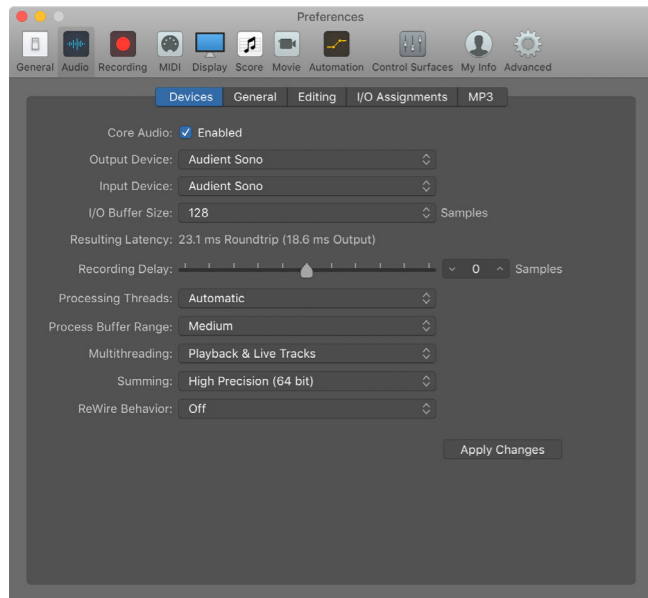 Preferences
General Audio Recording MIDI Display Score Movie Automation Control Surfaces My Info Advanced
Devices General Editing I/O Assignments MP3
Core Audio: Enabled
Output Device: Audient Sono
Input Device: Audient Sono
I/O Buffer Size: 128 Samples
Resulting Latency: 23.1 ms Roundtrip (18.6 ms Output)
Recording Delay: 0 Samples
Processing Threads: Automatic
Process Buffer Range: Medium
Multithreading: Playback & Live Tracks
Summing: High Precision (64 bit)
ReWire Behavior: Off
Apply Changes